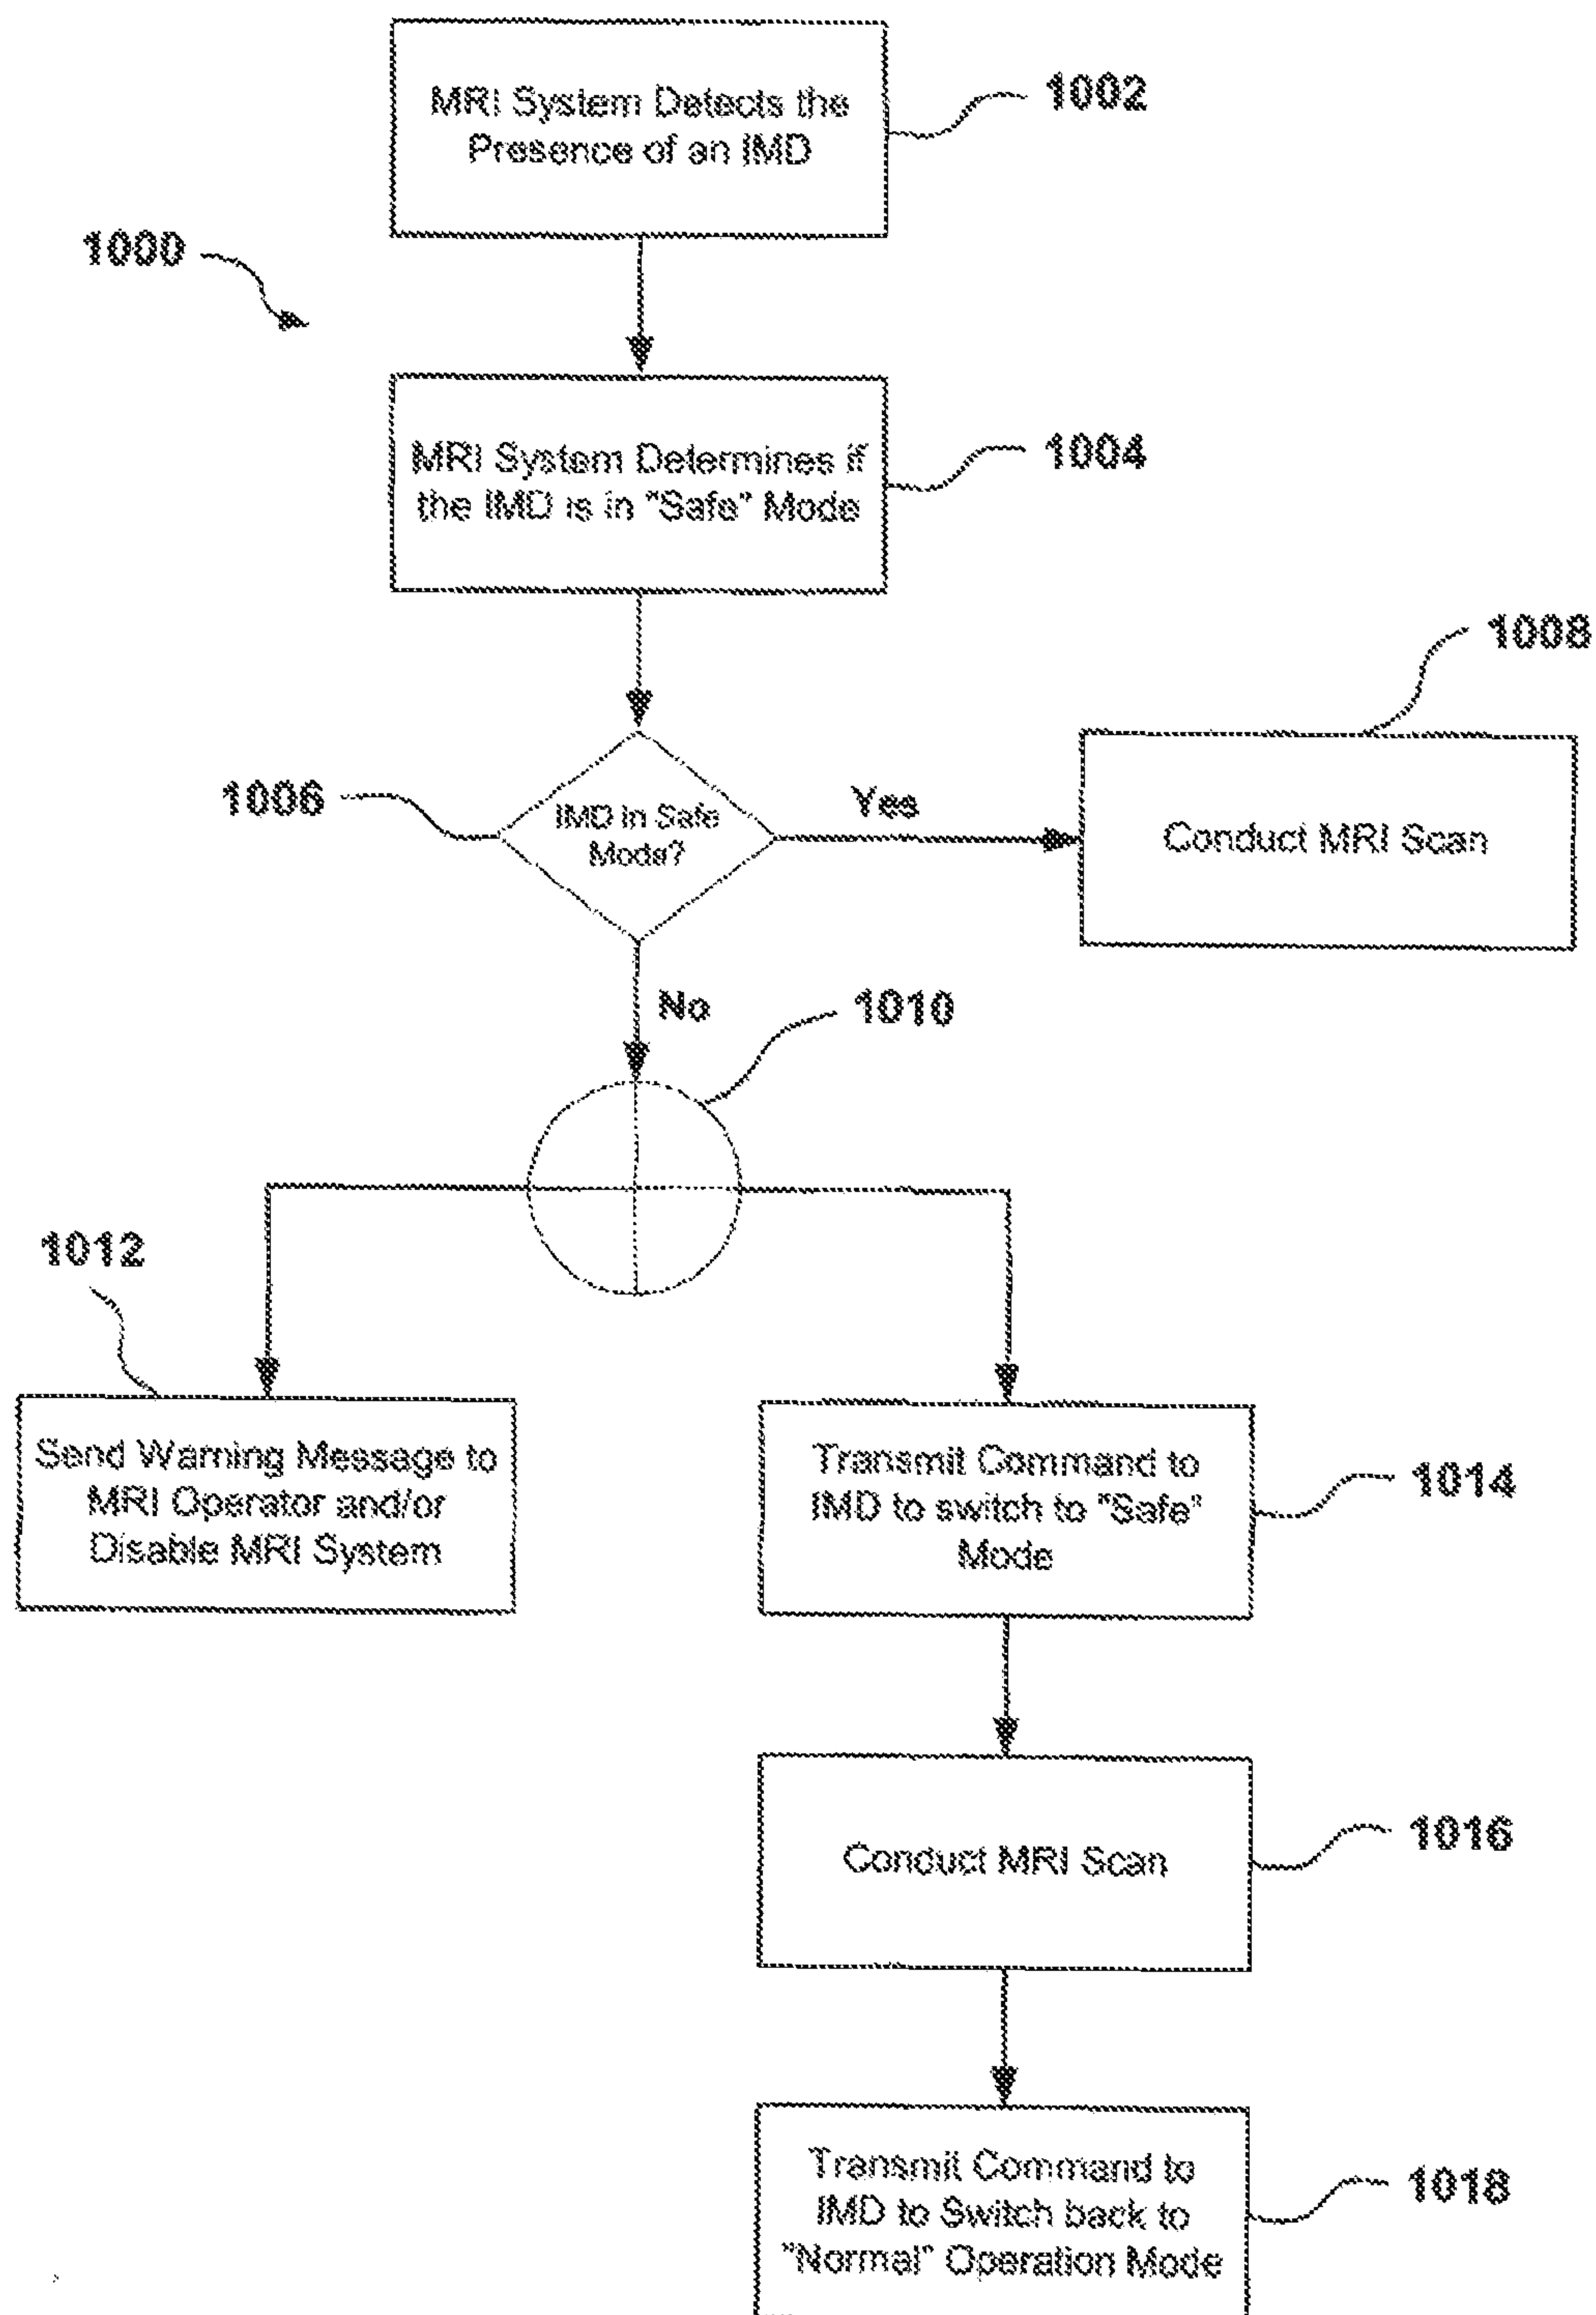 MRI System Detects the
Presence of an IMD
1002
1000
MRI System Determines if
the IMD is in "Safe" Mode
1004
1008
1006
IMD in Safe
Mode?
Yes
Conduct MRI Scan
No
1010
1012
Send Warning Message to
MRI Operator and/or
Disable MRI System
Transmit Command to
IMD to switch to "Safe"
Mode
1014
Conduct MRI Scan
1016
Transmit Command to
IMD to Switch back to
"Normal" Operation Mode
1018